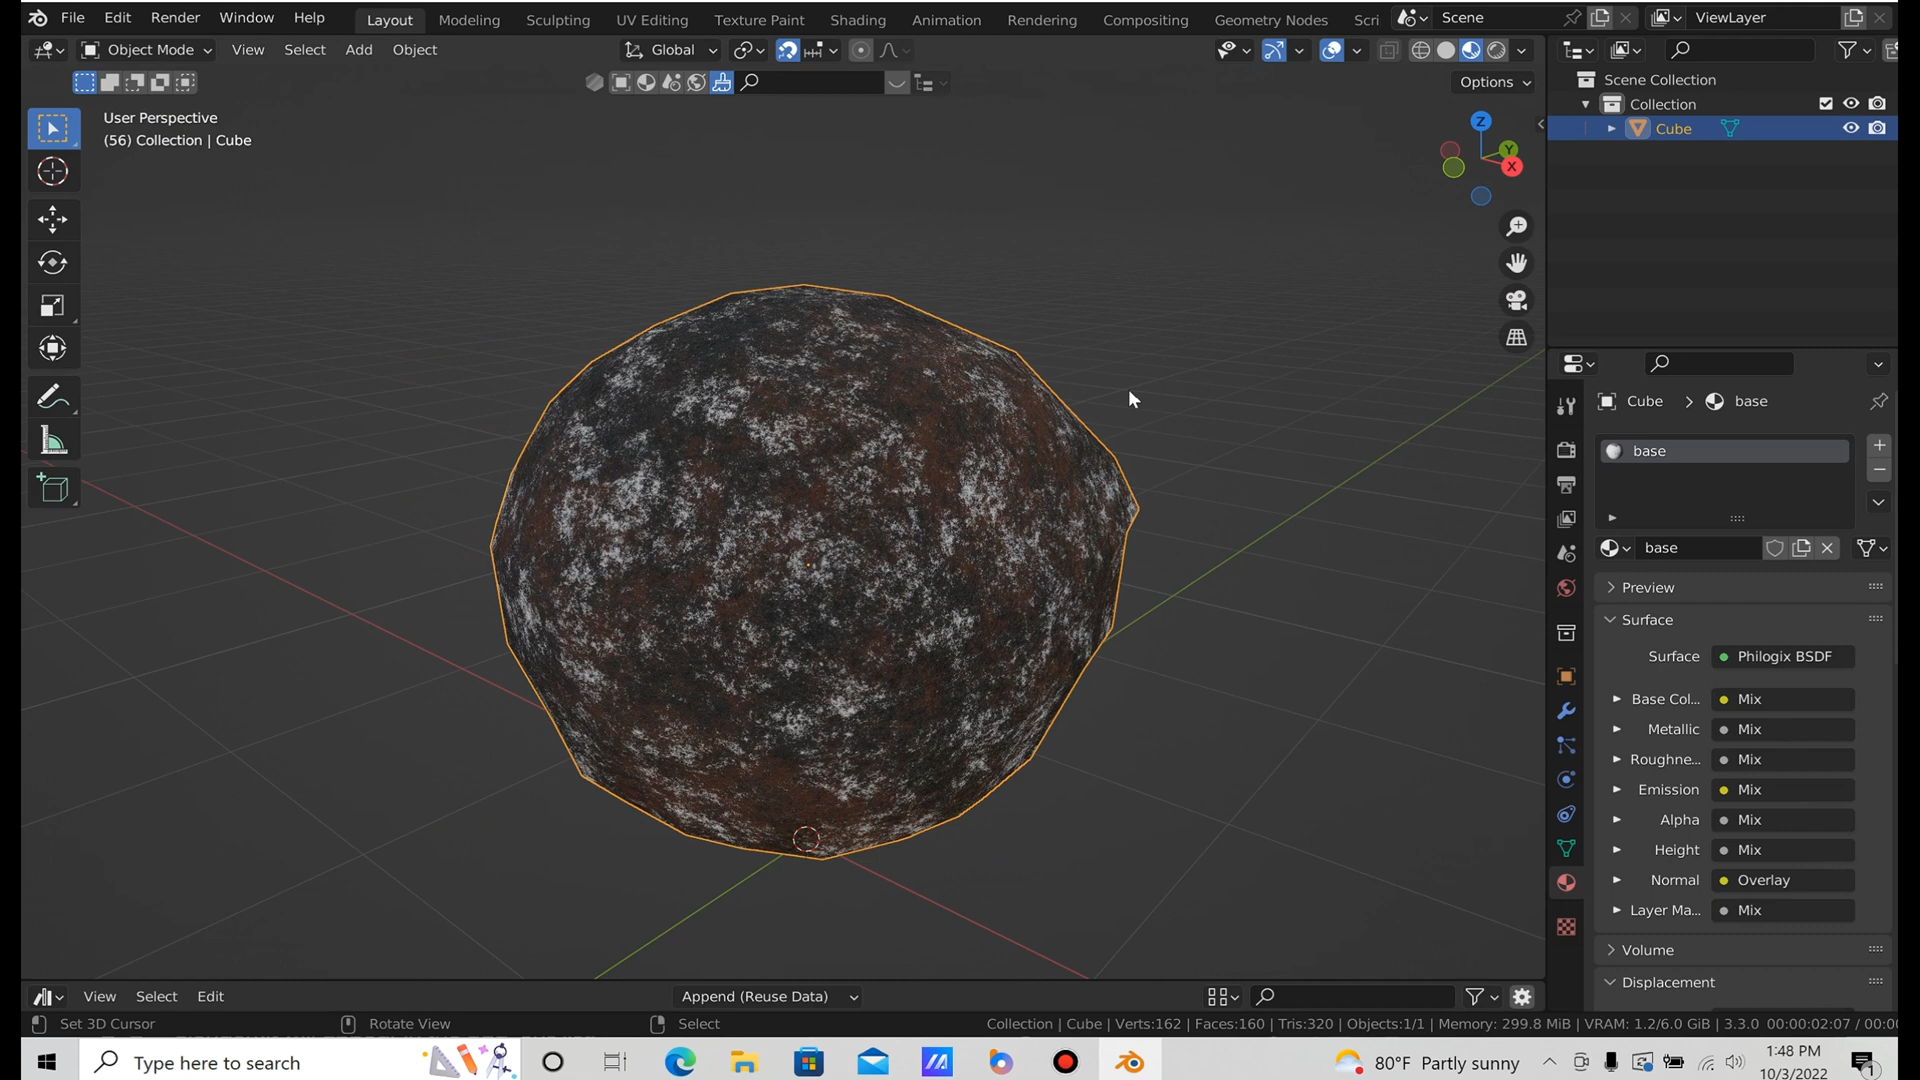 File Edit Render Window Help Layout Modeling Sculpting UV Editing Texture Paint Shading Animation Rendering Compositing Geometry Nodes Scri Scene ViewLayer
Object Mode View Select Add Object Global
Options
User Perspective
(56) Collection | Cube
Z
Y
X
Scene Collection
Collection
Cube
Cube > base
base
base
Preview
Surface
Surface Philogix BSDF
Base Col... Mix
Metallic Mix
Roughne... Mix
Emission Mix
Alpha Mix
Height Mix
Normal Overlay
Layer Ma... Mix
Volume
Displacement
View Select Edit Append (Reuse Data)
Set 3D Cursor Rotate View Select Collection | Cube | Verts:162 | Faces:160 | Tris:320 | Objects:1/1 | Memory: 299.8 MiB | VRAM: 1.2/6.0 GiB | 3.3.0 00:00:02:07 / 00:00
Type here to search 80°F Partly sunny 1:48 PM
10/3/2022 1